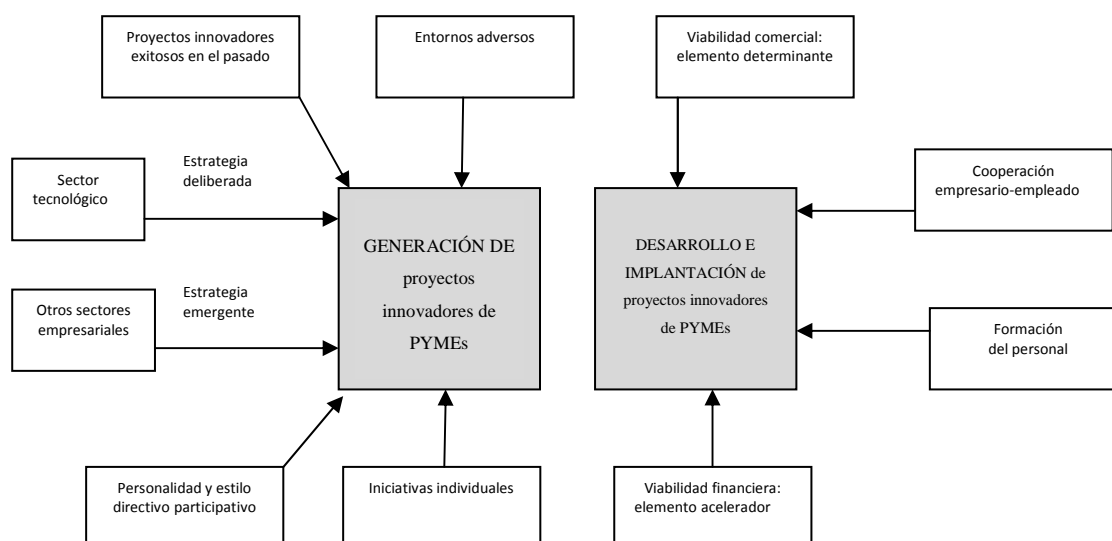 Proyectos innovadores
exitosos en el pasado
Entornos adversos
Viabilidad comercial:
elemento determinante
Sector
tecnológico
Estrategia
deliberada
Cooperación
empresario-empleado
GENERACIÓN DE
proyectos
innovadores de
PYMEs
DESARROLLO E
IMPLANTACIÓN de
proyectos innovadores
de PYMEs
Otros sectores
empresariales
Estrategia
emergente
Formación
del personal
Personalidad y estilo
directivo participativo
Iniciativas individuales
Viabilidad financiera:
elemento acelerador